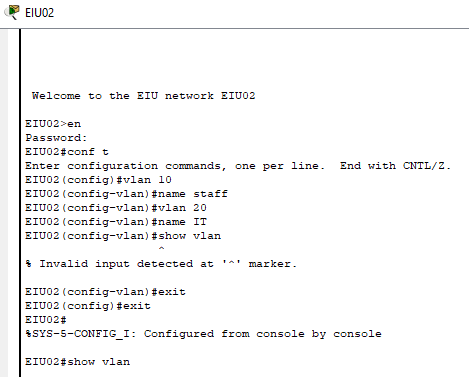 EIU02
Welcome to the EIU network EIU02
EIU02>en
Password:
EIU02#conf t
Enter configuration commands, one per line.  End with CNTL/Z.
EIU02(config)#vlan 10
EIU02(config-vlan)#name staff
EIU02(config-vlan)#vlan 20
EIU02(config-vlan)#name IT
EIU02(config-vlan)#show vlan
^
% Invalid input detected at '^' marker.
EIU02(config-vlan)#exit
EIU02(config)#exit
EIU02#
%SYS-5-CONFIG_I: Configured from console by console
EIU02#show vlan